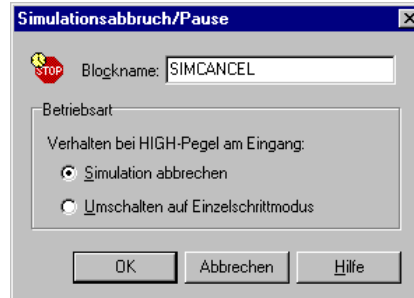 Simulationsabbruch/Pause
STOP
Blockname: SIMCANCEL
Betriebsart
Verhalten bei HIGH-Pegel am Eingang:
Simulation abbrechen
Umschalten auf Einzelschrittmodus
OK Abbrechen Hilfe